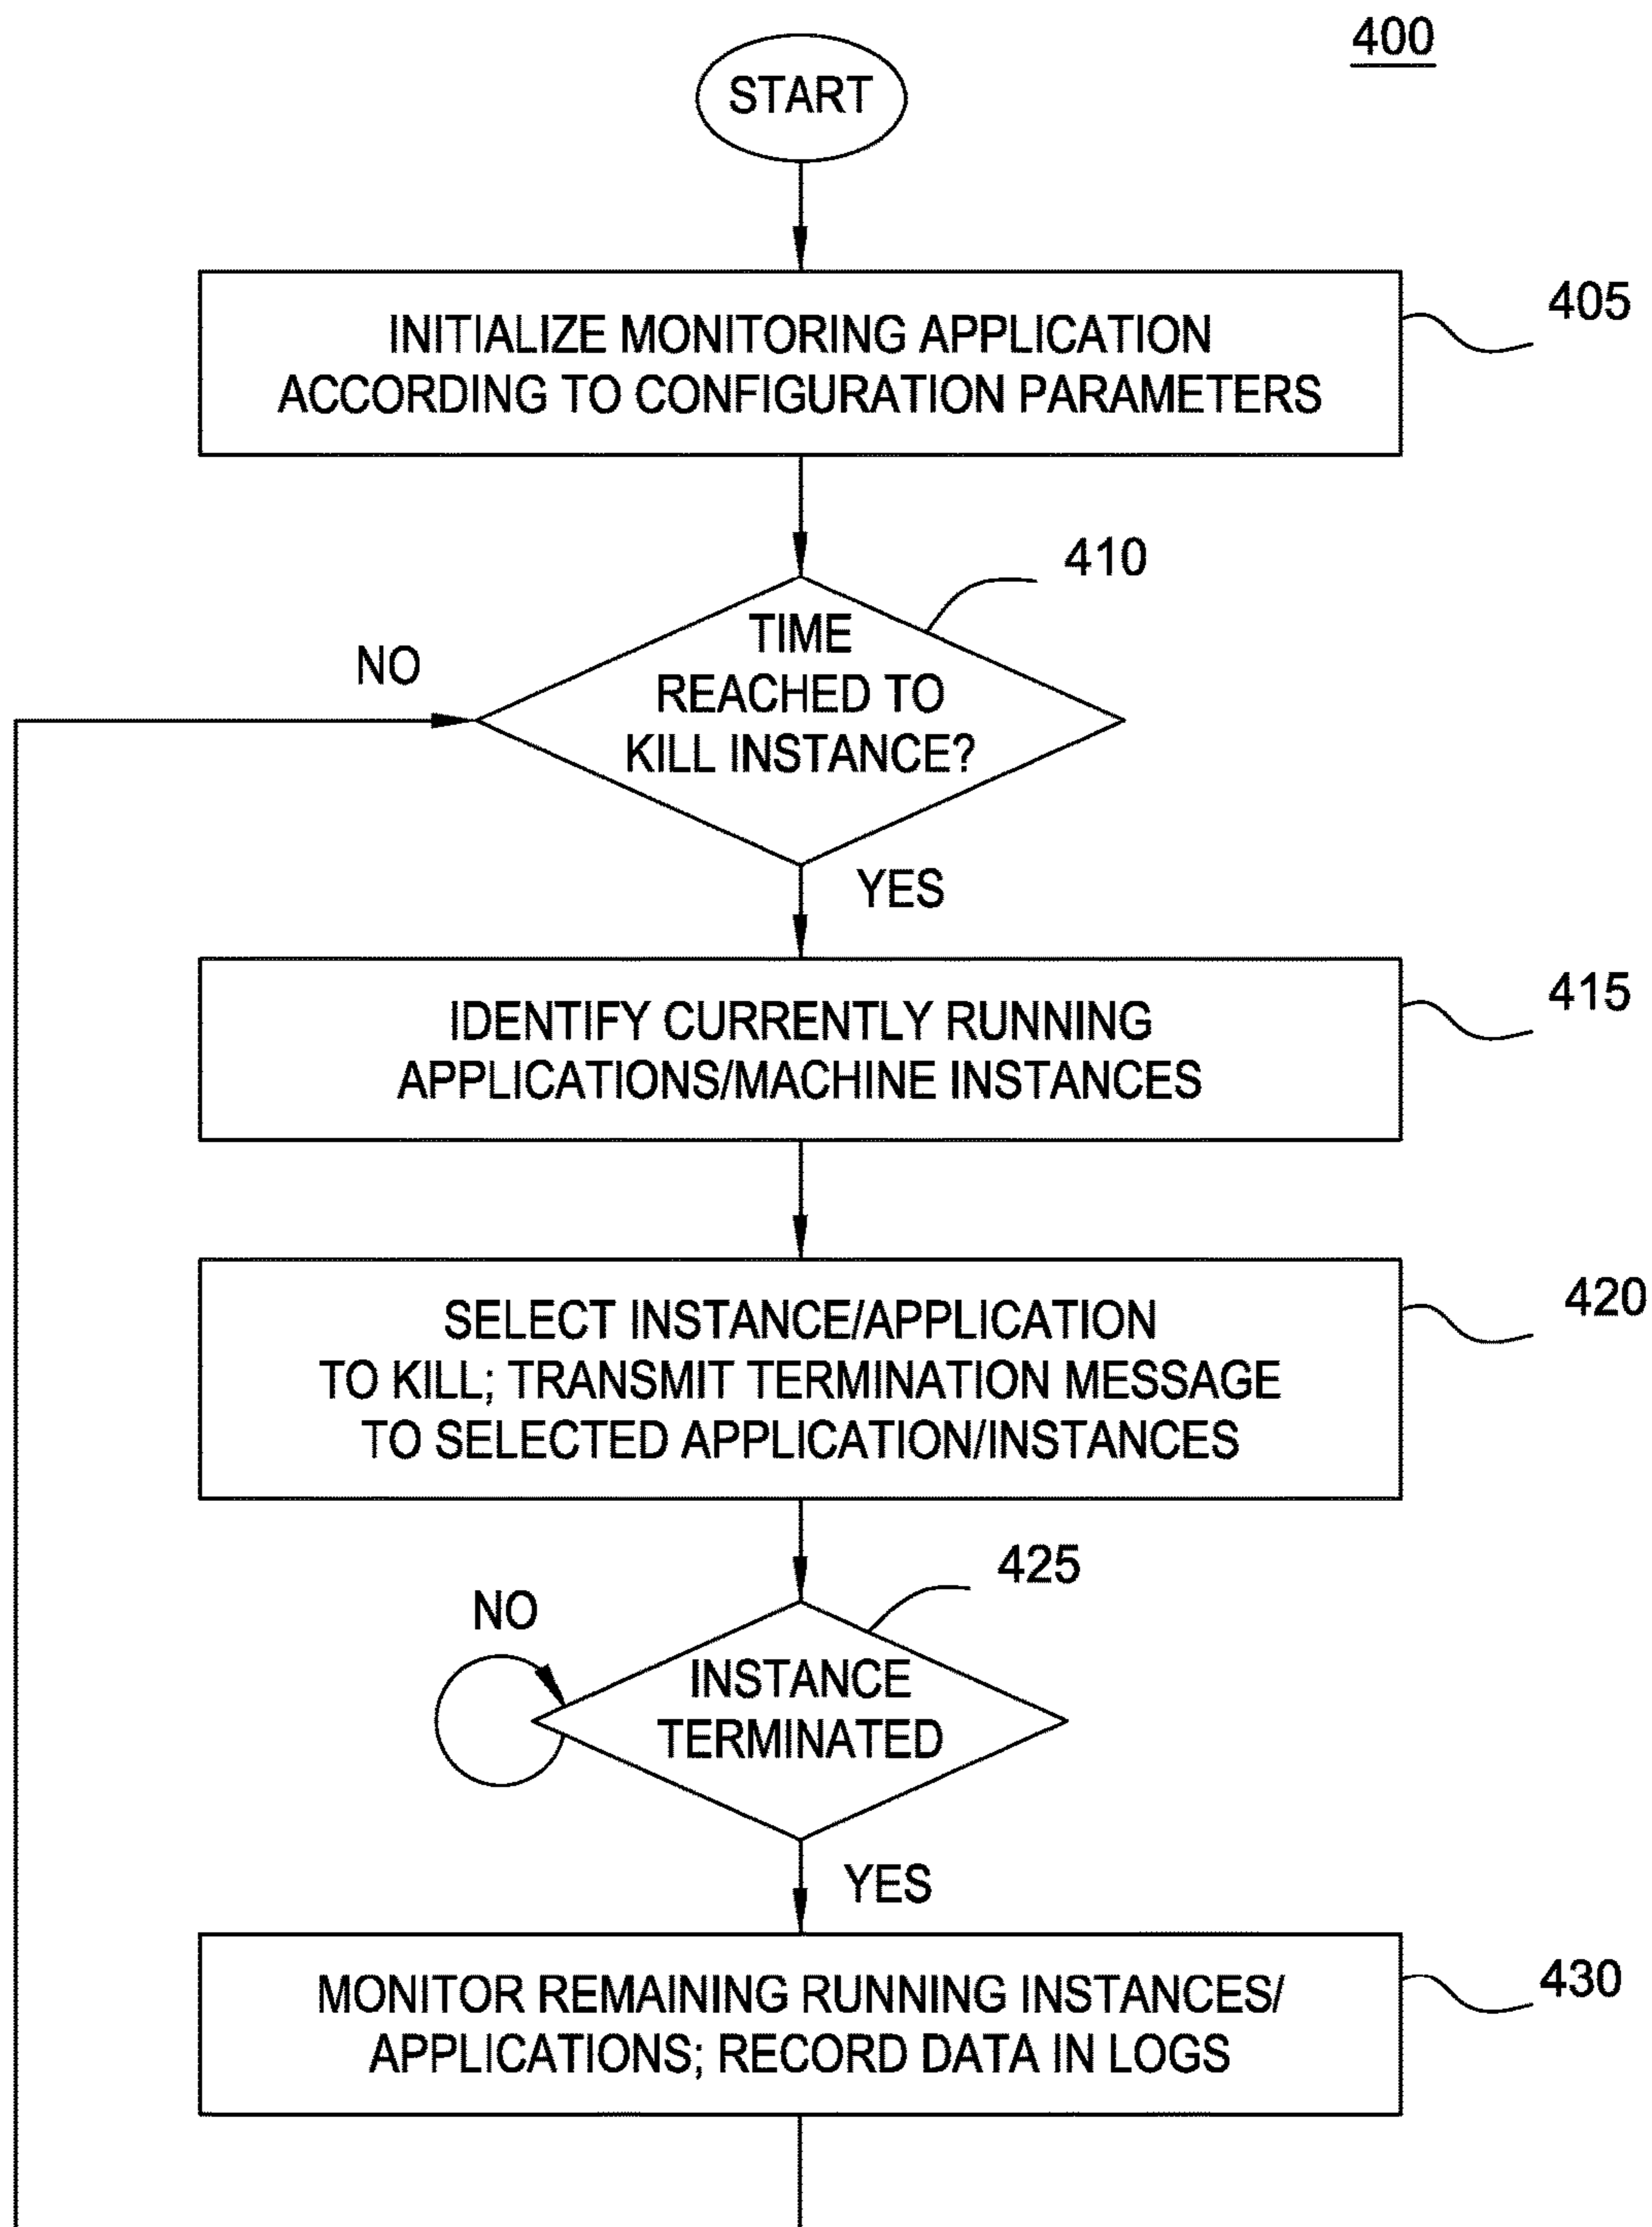 400
START
INITIALIZE MONITORING APPLICATION
ACCORDING TO CONFIGURATION PARAMETERS
405
410
TIME
REACHED TO
KILL INSTANCE?
NO
YES
IDENTIFY CURRENTLY RUNNING
APPLICATIONS/MACHINE INSTANCES
415
SELECT INSTANCE/APPLICATION
TO KILL; TRANSMIT TERMINATION MESSAGE
TO SELECTED APPLICATION/INSTANCES
420
425
NO
INSTANCE
TERMINATED
YES
MONITOR REMAINING RUNNING INSTANCES/
APPLICATIONS; RECORD DATA IN LOGS
430